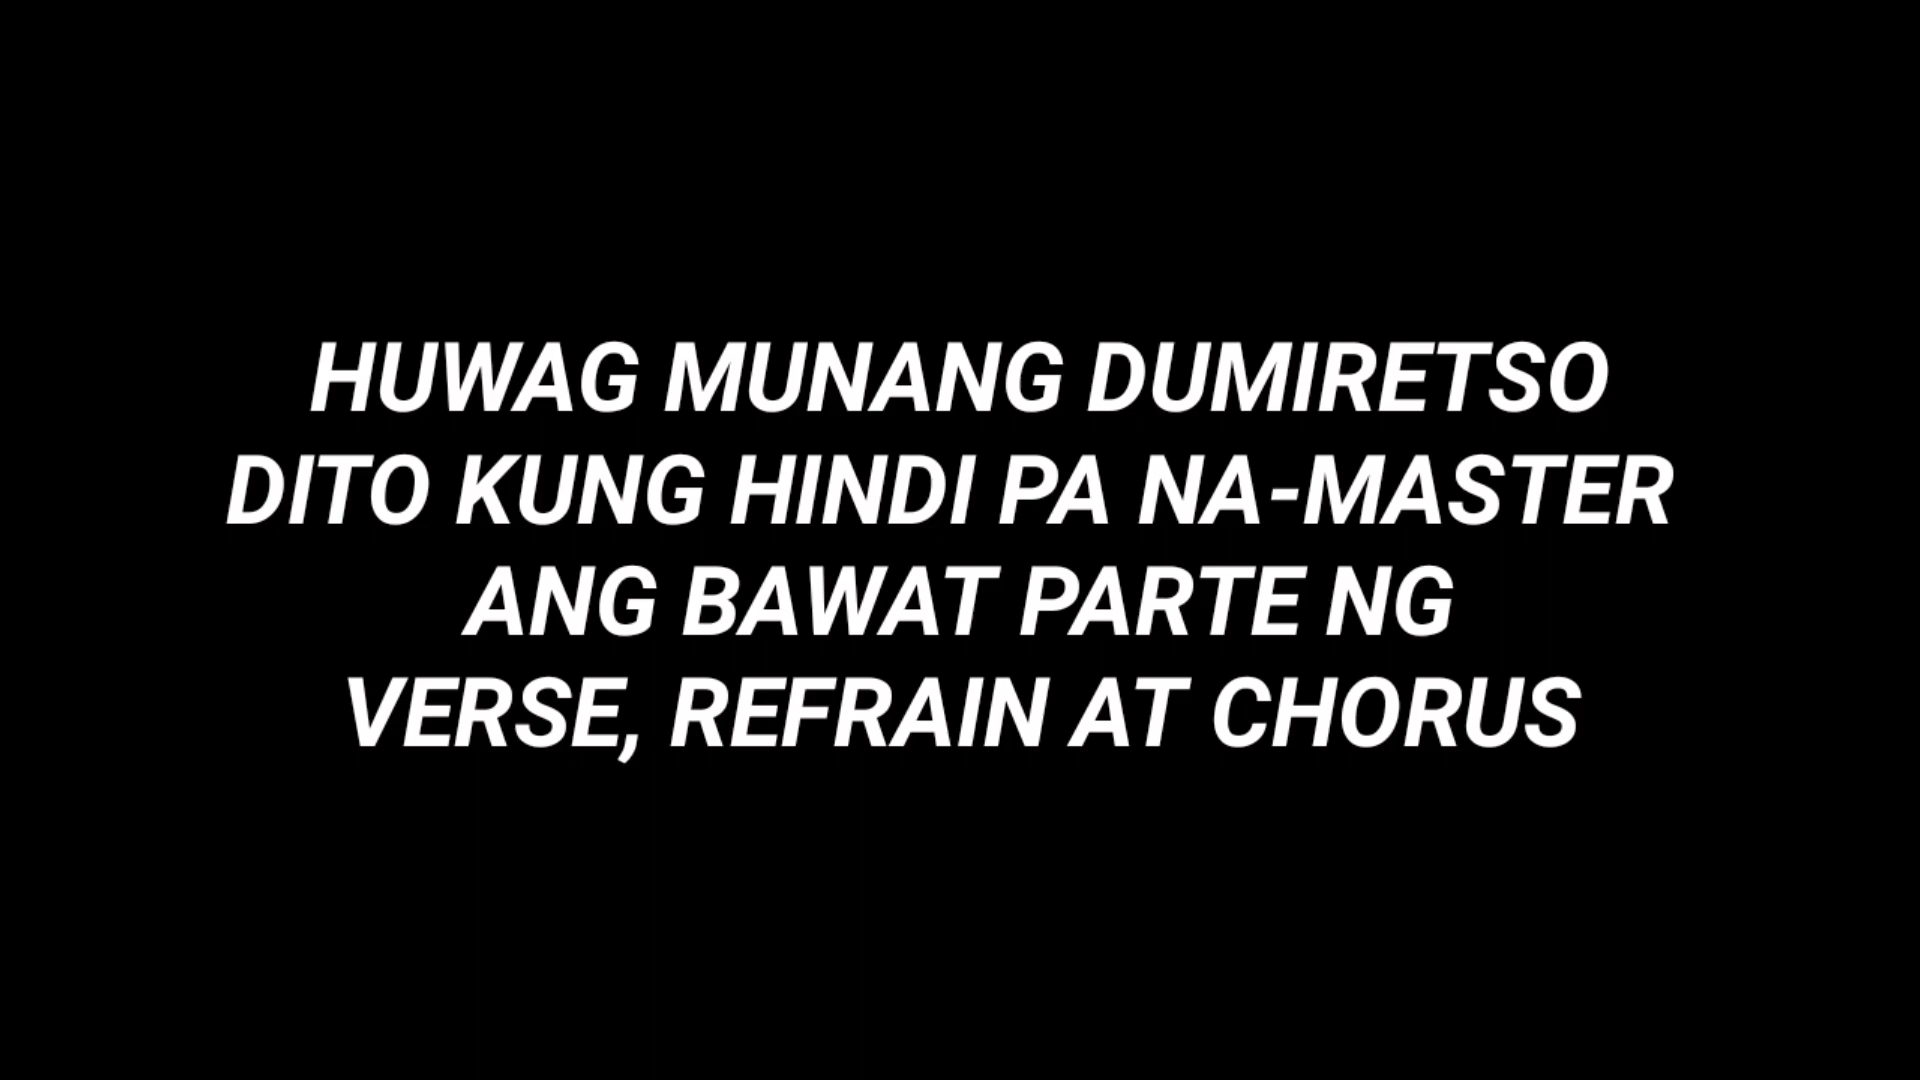 HUWAG MUNANG DUMIRETSO
DITO KUNG HINDI PA NA-MASTER
ANG BAWAT PARTE NG
VERSE, REFRAIN AT CHORUS